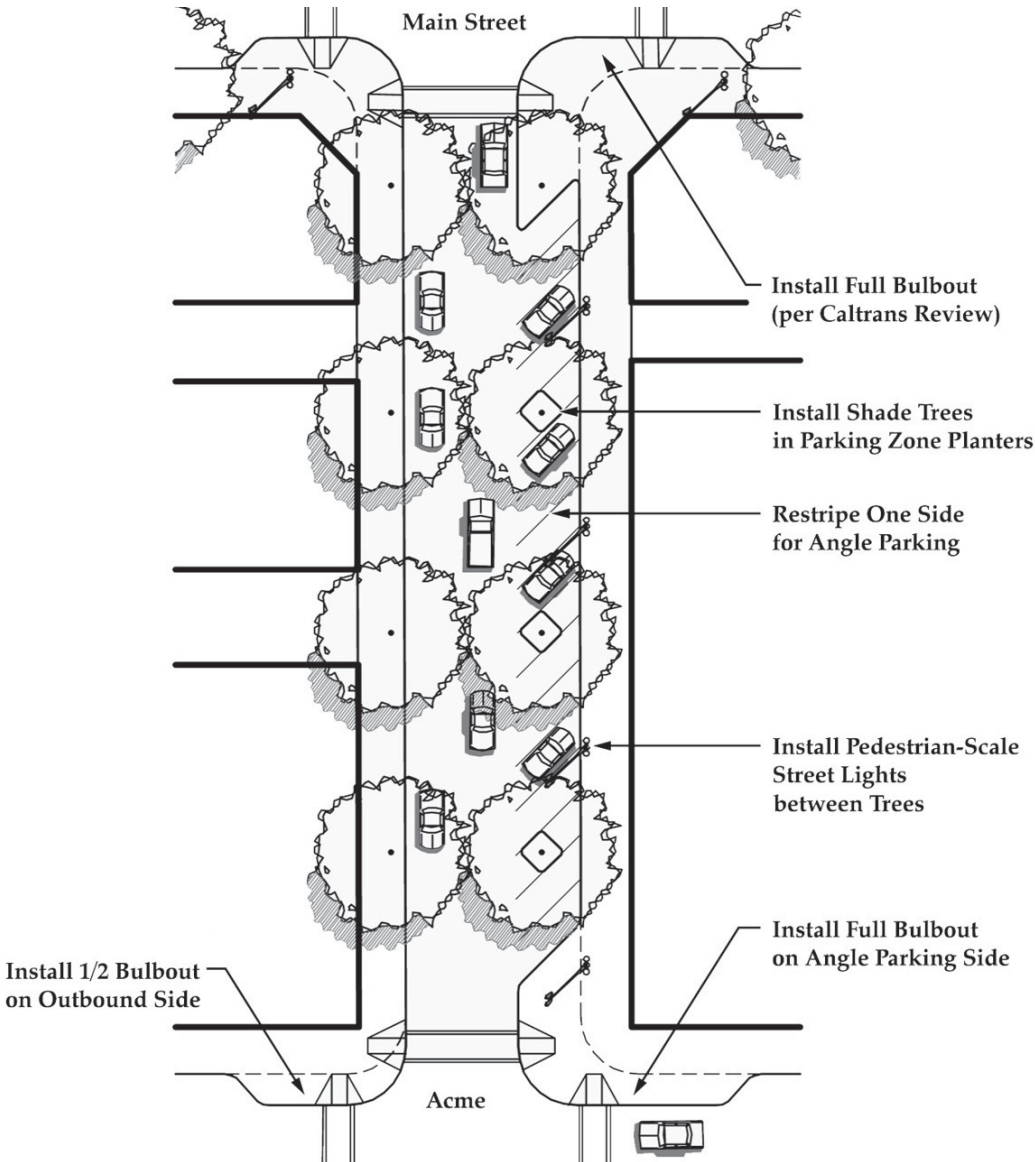 Main Street
Install Full Bulbout
(per Caltrans Review)
Install Shade Trees
in Parking Zone Planters
Restripe One Side
for Angle Parking
Install Pedestrian-Scale
Street Lights
between Trees
Install Full Bulbout
on Angle Parking Side
Install 1/2 Bulbout
on Outbound Side
Acme